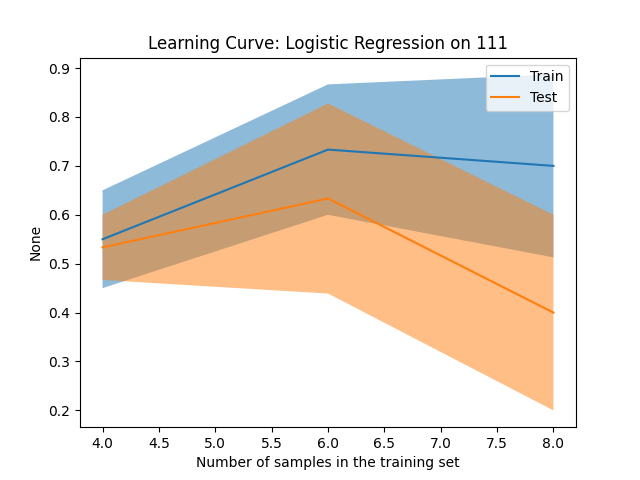 Learning Curve: Logistic Regression on 111
Train
Test
None
0.9
0.8
0.7
0.6
0.5
0.4
0.3
0.2
4.0 4.5 5.0 5.5 6.0 6.5 7.0 7.5 8.0
Number of samples in the training set